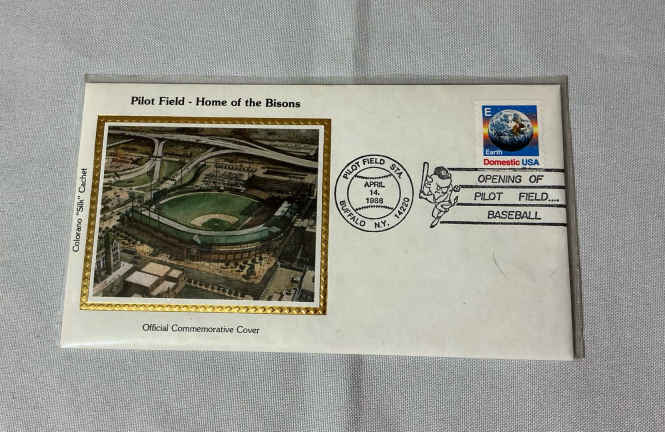 Pilot Field - Home of the Bisons
Colorano "Silk" Cachet
Official Commemorative Cover
PILOT FIELD STA.
APRIL
14,
1988
BUFFALO N.Y. 14220
E
Earth
Domestic USA
OPENING OF
PILOT FIELD....
BASEBALL